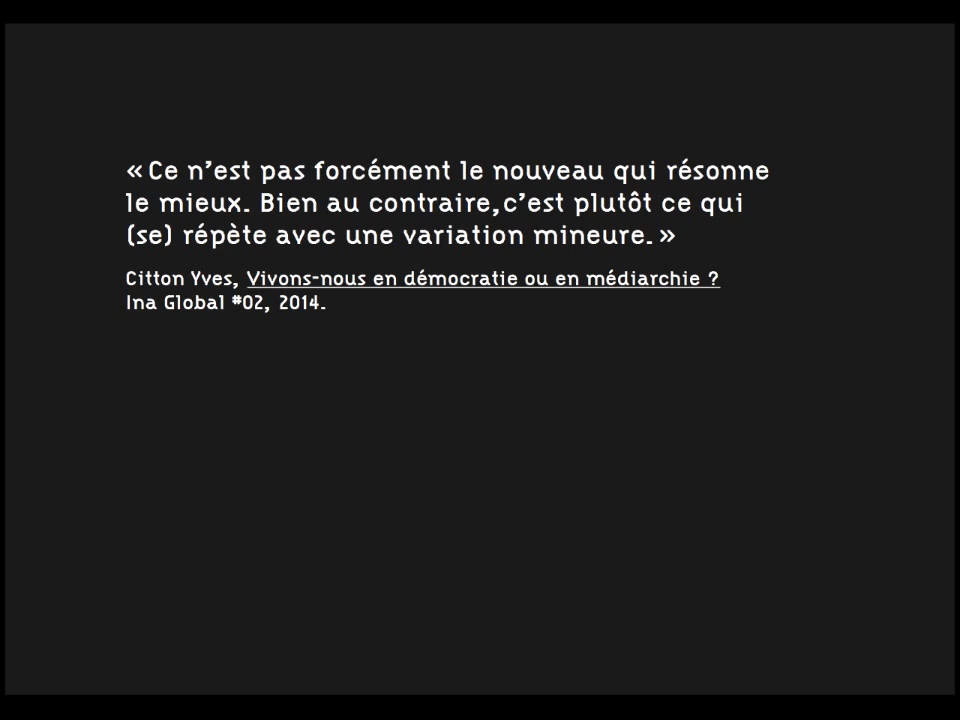 « Ce n’est pas forcément le nouveau qui résonne
le mieux. Bien au contraire,c’est plutôt ce qui
(se) répète avec une variation mineure. »
Citton Yves, Vivons-nous en démocratie ou en médiarchie ?
Ina Global #02, 2014.